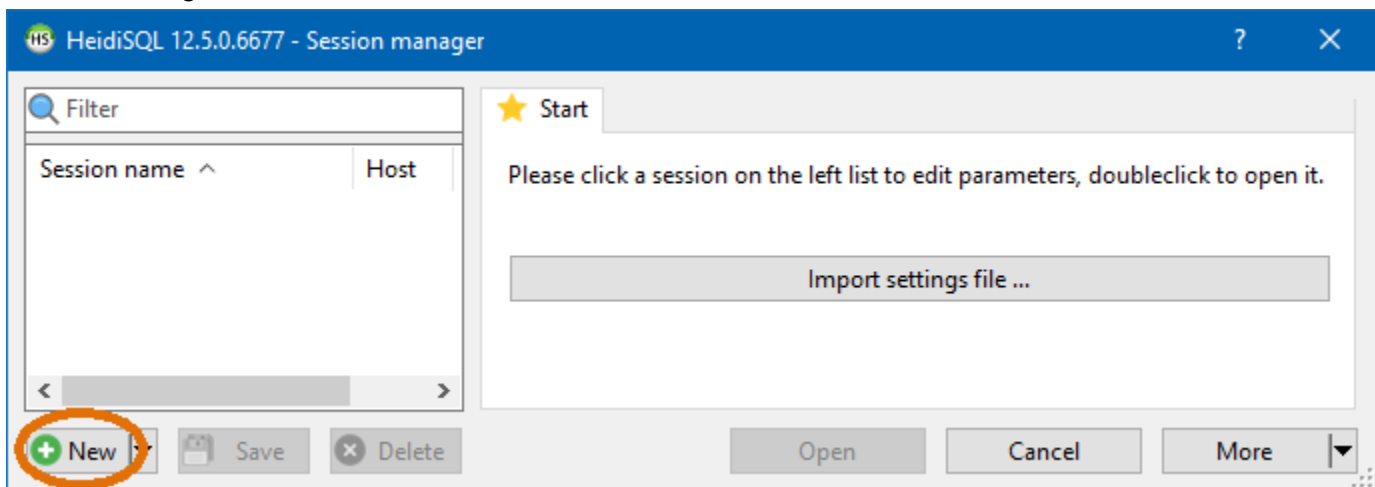 HS HeidiSQL 12.5.0.6677 - Session manager ? ×
Filter
Start
Session name Host
Please click a session on the left list to edit parameters, doubleclick to open it.
Import settings file ...
New Save Delete Open Cancel More